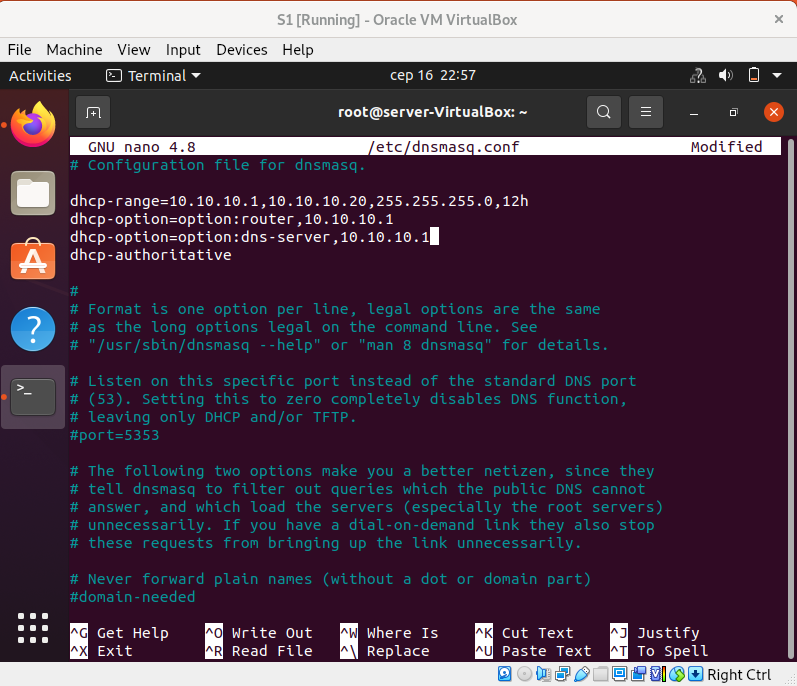 S1 [Running] - Oracle VM VirtualBox
File Machine View Input Devices Help
Activities Terminal сер 16 22:57
root@server-VirtualBox: ~
GNU nano 4.8 /etc/dnsmasq.conf Modified
# Configuration file for dnsmasq.
dhcp-range=10.10.10.1,10.10.10.20,255.255.255.0,12h
dhcp-option=option:router,10.10.10.1
dhcp-option=option:dns-server,10.10.10.1
dhcp-authoritative
#
# Format is one option per line, legal options are the same
# as the long options legal on the command line. See
# "/usr/sbin/dnsmasq --help" or "man 8 dnsmasq" for details.
# Listen on this specific port instead of the standard DNS port
# (53). Setting this to zero completely disables DNS function,
# leaving only DHCP and/or TFTP.
#port=5353
# The following two options make you a better netizen, since they
# tell dnsmasq to filter out queries which the public DNS cannot
# answer, and which load the servers (especially the root servers)
# unnecessarily. If you have a dial-on-demand link they also stop
# these requests from bringing up the link unnecessarily.
# Never forward plain names (without a dot or domain part)
#domain-needed
^G Get Help ^O Write Out ^W Where Is ^K Cut Text ^J Justify
^X Exit ^R Read File ^\ Replace ^U Paste Text ^T To Spell
Right Ctrl